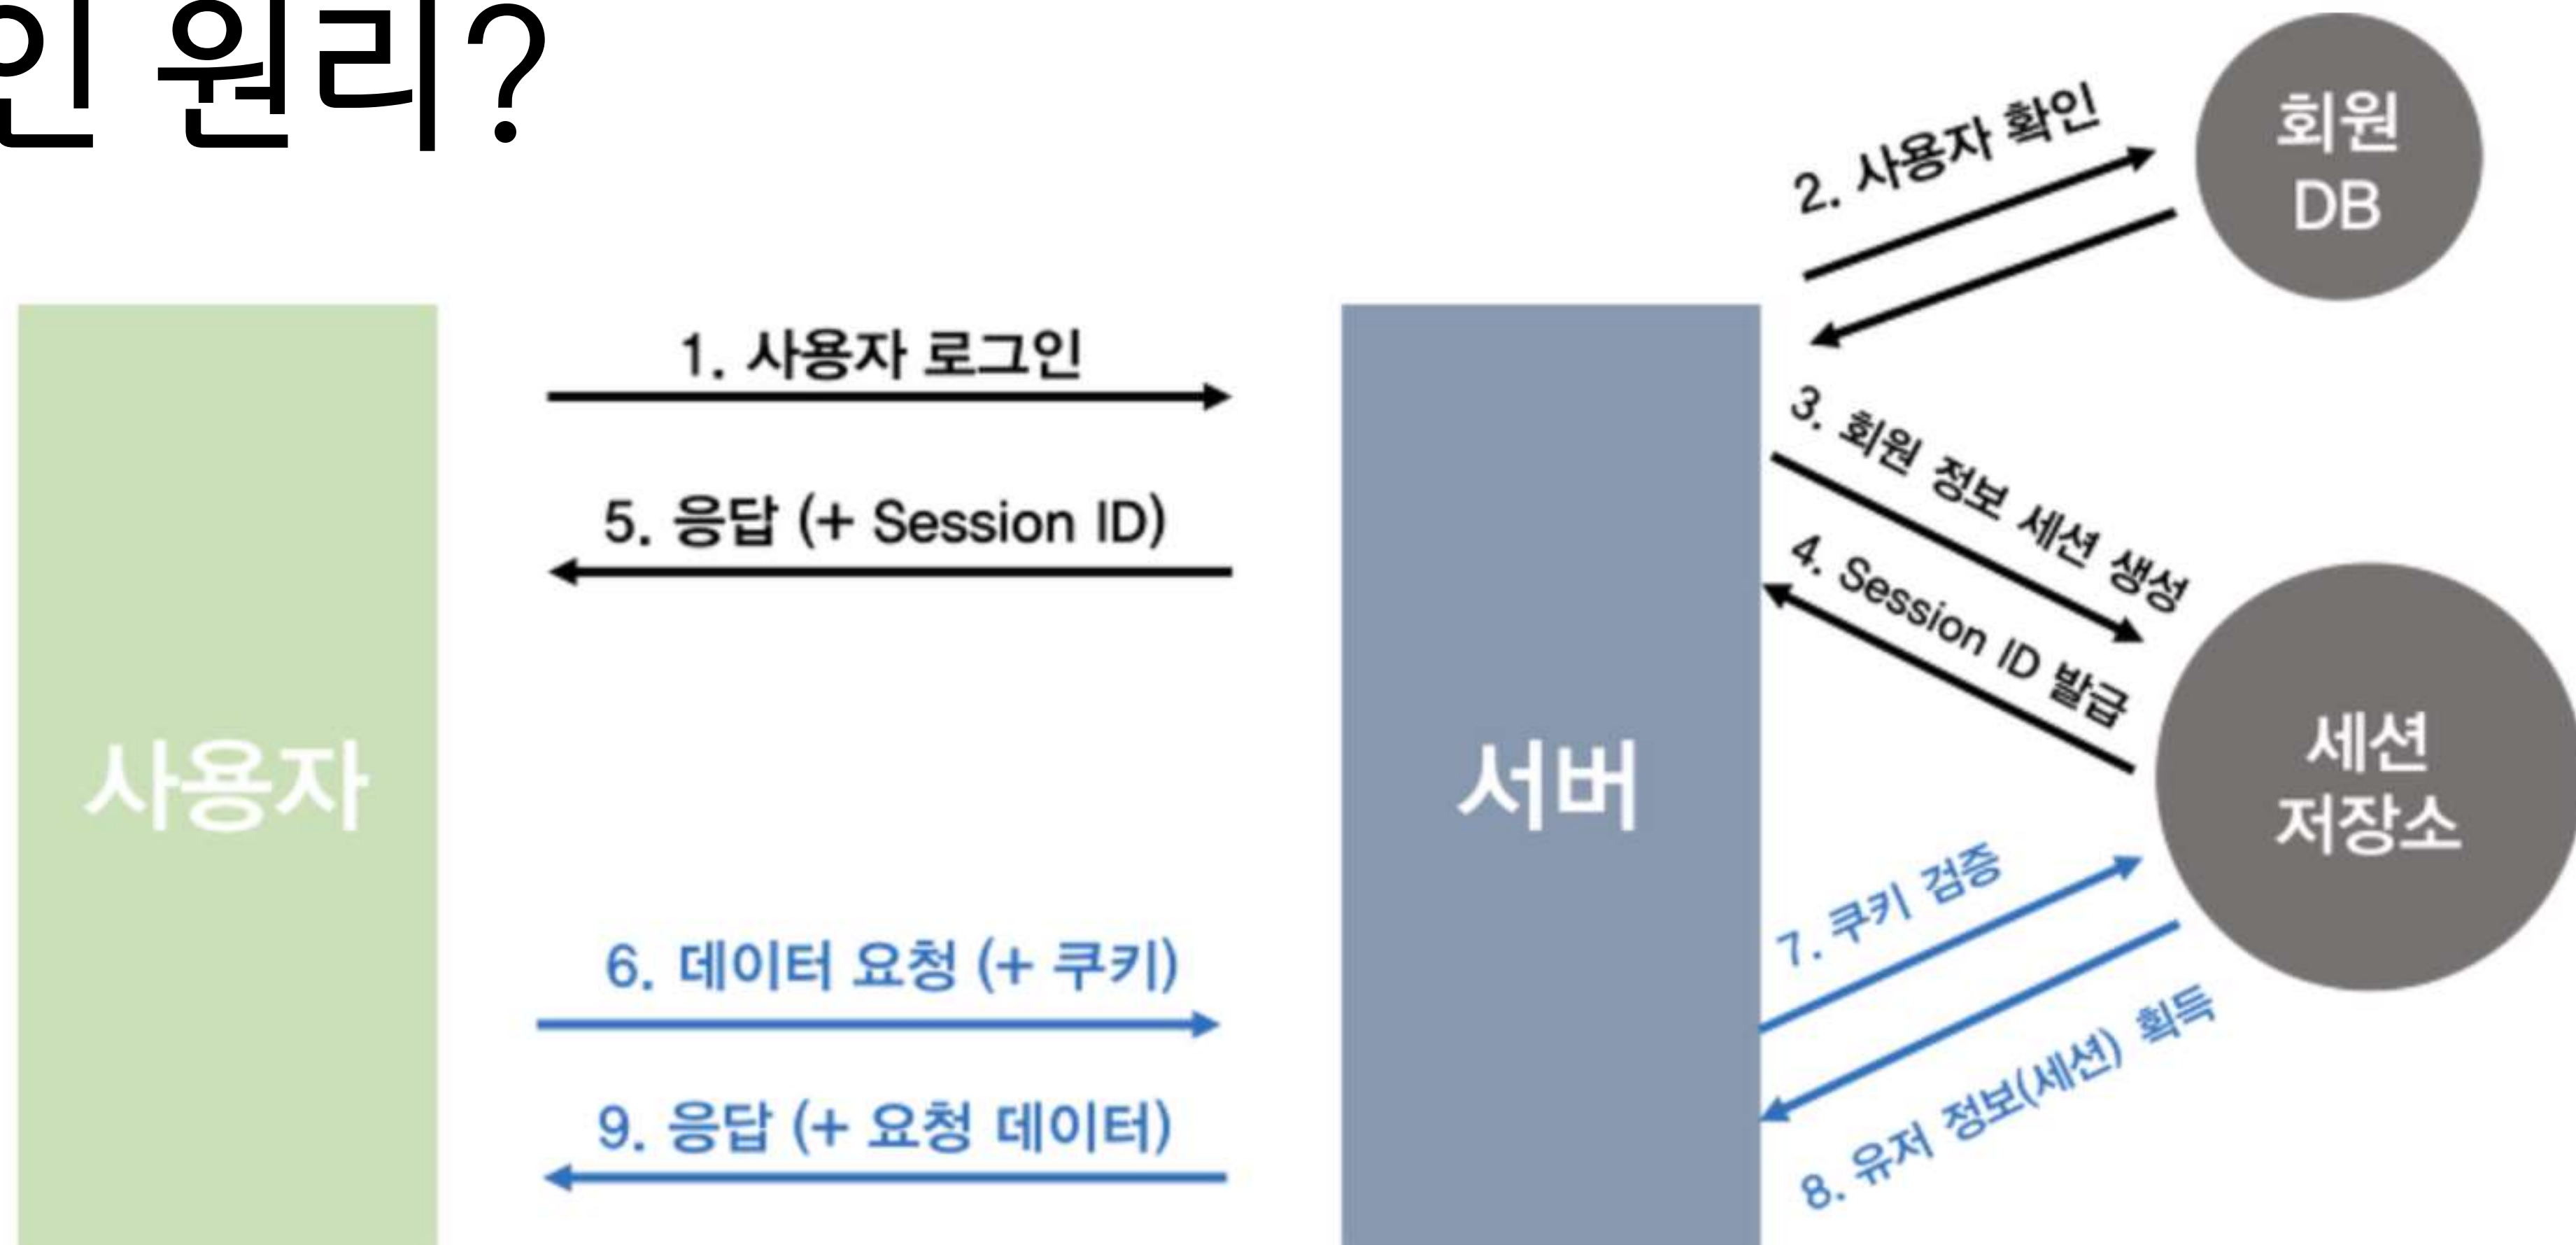 인 원리?
2. 사용자 확인
회원
DB
1. 사용자 로그인
3. 회원 정보 세션 생성
5. 응답 (+ Session ID)
4. Session ID 발급
사용자
서버
세션
저장소
6. 데이터 요청 (+ 쿠키)
7. 쿠키 검증
8. 유저 정보(세션) 획득
9. 응답 (+ 요청 데이터)